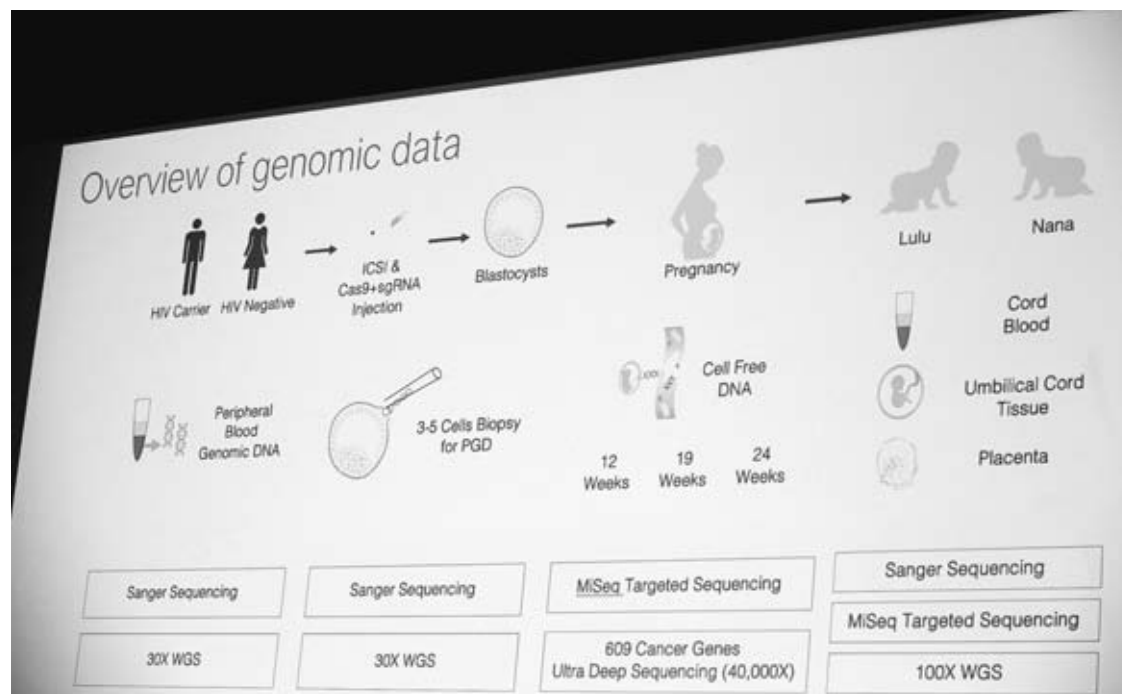 Overview of genomic data
HIV Carrier
HIV Negative
ICSI &
Cas9+sgRNA
Injection
Blastocysts
Pregnancy
Lulu
Nana
Peripheral
Blood
Genomic DNA
3-5 Cells Biopsy
for PGD
Cell Free
DNA
12
Weeks
19
Weeks
24
Weeks
Cord
Blood
Umbilical Cord
Tissue
Placenta
Sanger Sequencing
30X WGS
Sanger Sequencing
30X WGS
MiSeq Targeted Sequencing
609 Cancer Genes
Ultra Deep Sequencing (40,000X)
Sanger Sequencing
MiSeq Targeted Sequencing
100X WGS